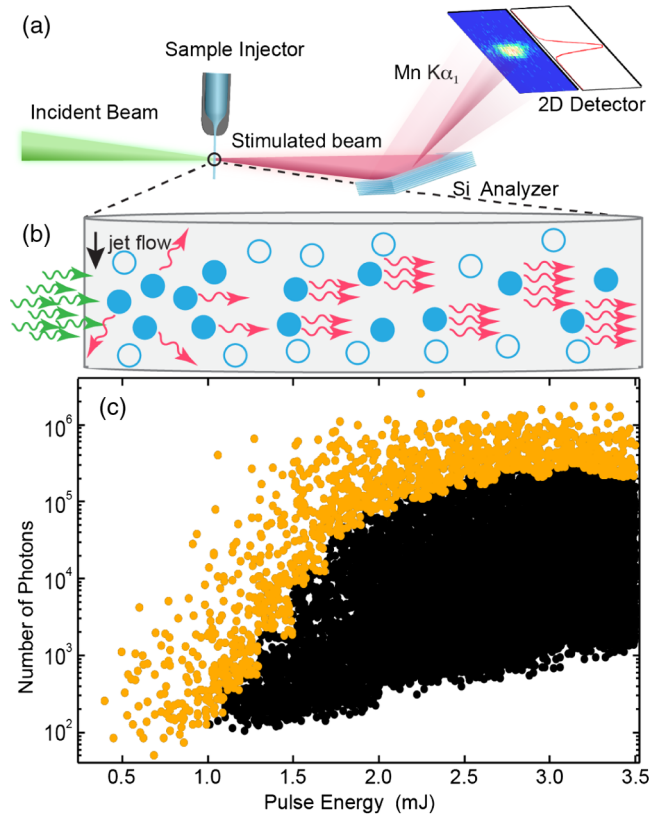 (a)
Sample Injector
Incident Beam
Stimulated beam
Mn Kα1
2D Detector
Si Analyzer
(b)
jet flow
(c)
Number of Photons
10^6
10^5
10^4
10^3
10^2
0.5 1.0 1.5 2.0 2.5 3.0 3.5
Pulse Energy (mJ)